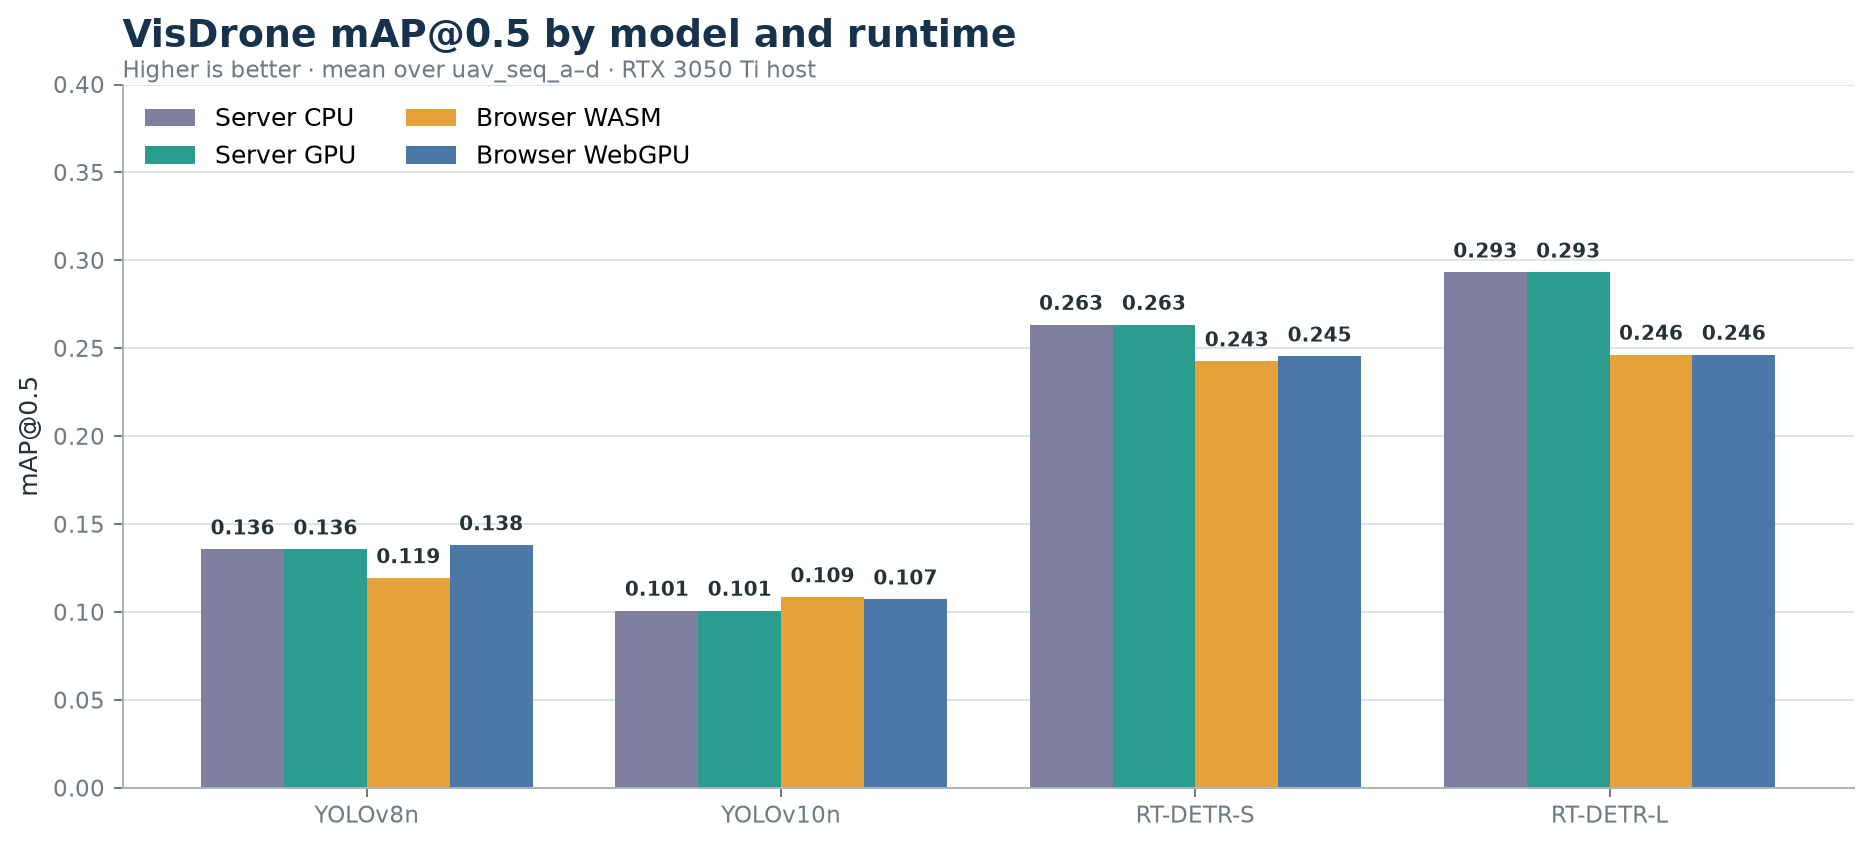 VisDrone mAP@0.5 by model and runtime
Higher is better · mean over uav_seq_a–d · RTX 3050 Ti host
Server CPU
Server GPU
Browser WASM
Browser WebGPU
mAP@0.5
0.40
0.35
0.30
0.25
0.20
0.15
0.10
0.05
0.00
0.136 0.136 0.119 0.138
0.101 0.101 0.109 0.107
0.263 0.263 0.243 0.245
0.293 0.293 0.246 0.246
YOLOv8n YOLOv10n RT-DETR-S RT-DETR-L